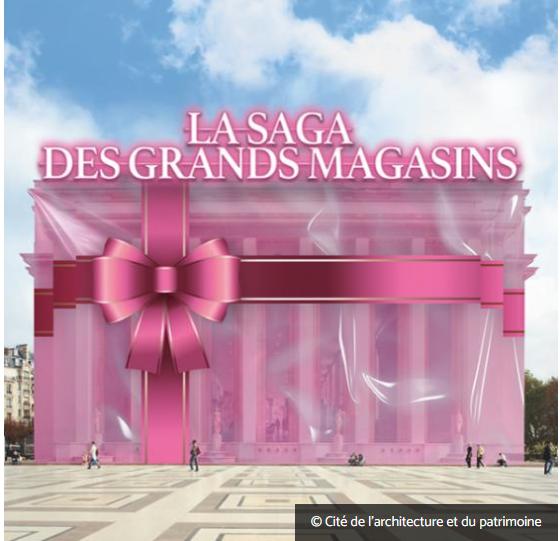 LA SAGA
DES GRANDS MAGASINS
© Cité de l'architecture et du patrimoine